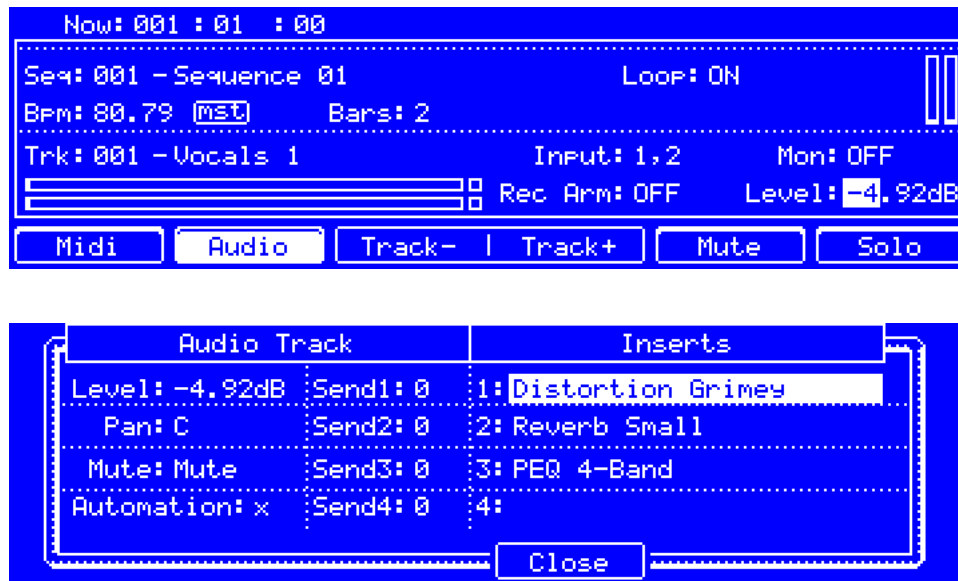 Now: 001 : 01 : 00
Seq: 001 - Sequence 01 Loop: ON
Bpm: 80.79 mst Bars: 2
Trk: 001 - Vocals 1 Input: 1,2 Mon: OFF
Rec Arm: OFF Level: -4.92dB
Midi Audio Track- | Track+ Mute Solo
Audio Track Inserts
Level: -4.92dB Send1: 0 1: Distortion Grimey
Pan: C Send2: 0 2: Reverb Small
Mute: Mute Send3: 0 3: PEQ 4-Band
Automation: x Send4: 0 4:
Close